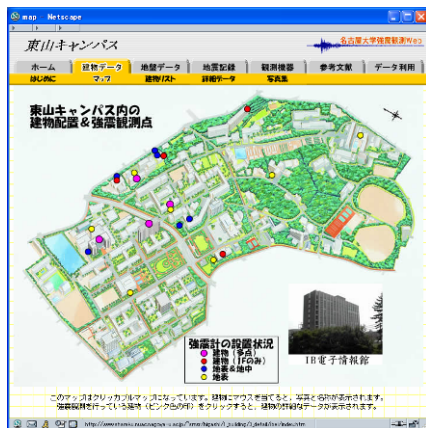 map Netscape
東山キャンパス
名古屋大学強震観測Web
ホーム 建物データ 地盤データ 地震記録 観測機器 参考文献 データ利用
はじめに マップ 建物リスト 詳細データ 写真集
東山キャンパス内の
建物配置&強震観測点
IB電子情報館
強震計の設置状況
建物(多点)
建物(1Fのみ)
地表&地中
地表
このマップはクリッカブルマップになっています。建物にマウスを当てると、写真と名称が表示されます。
強震観測を行っている建物(ピンク色の印)をクリックすると、建物の詳細なデータが表示されます。